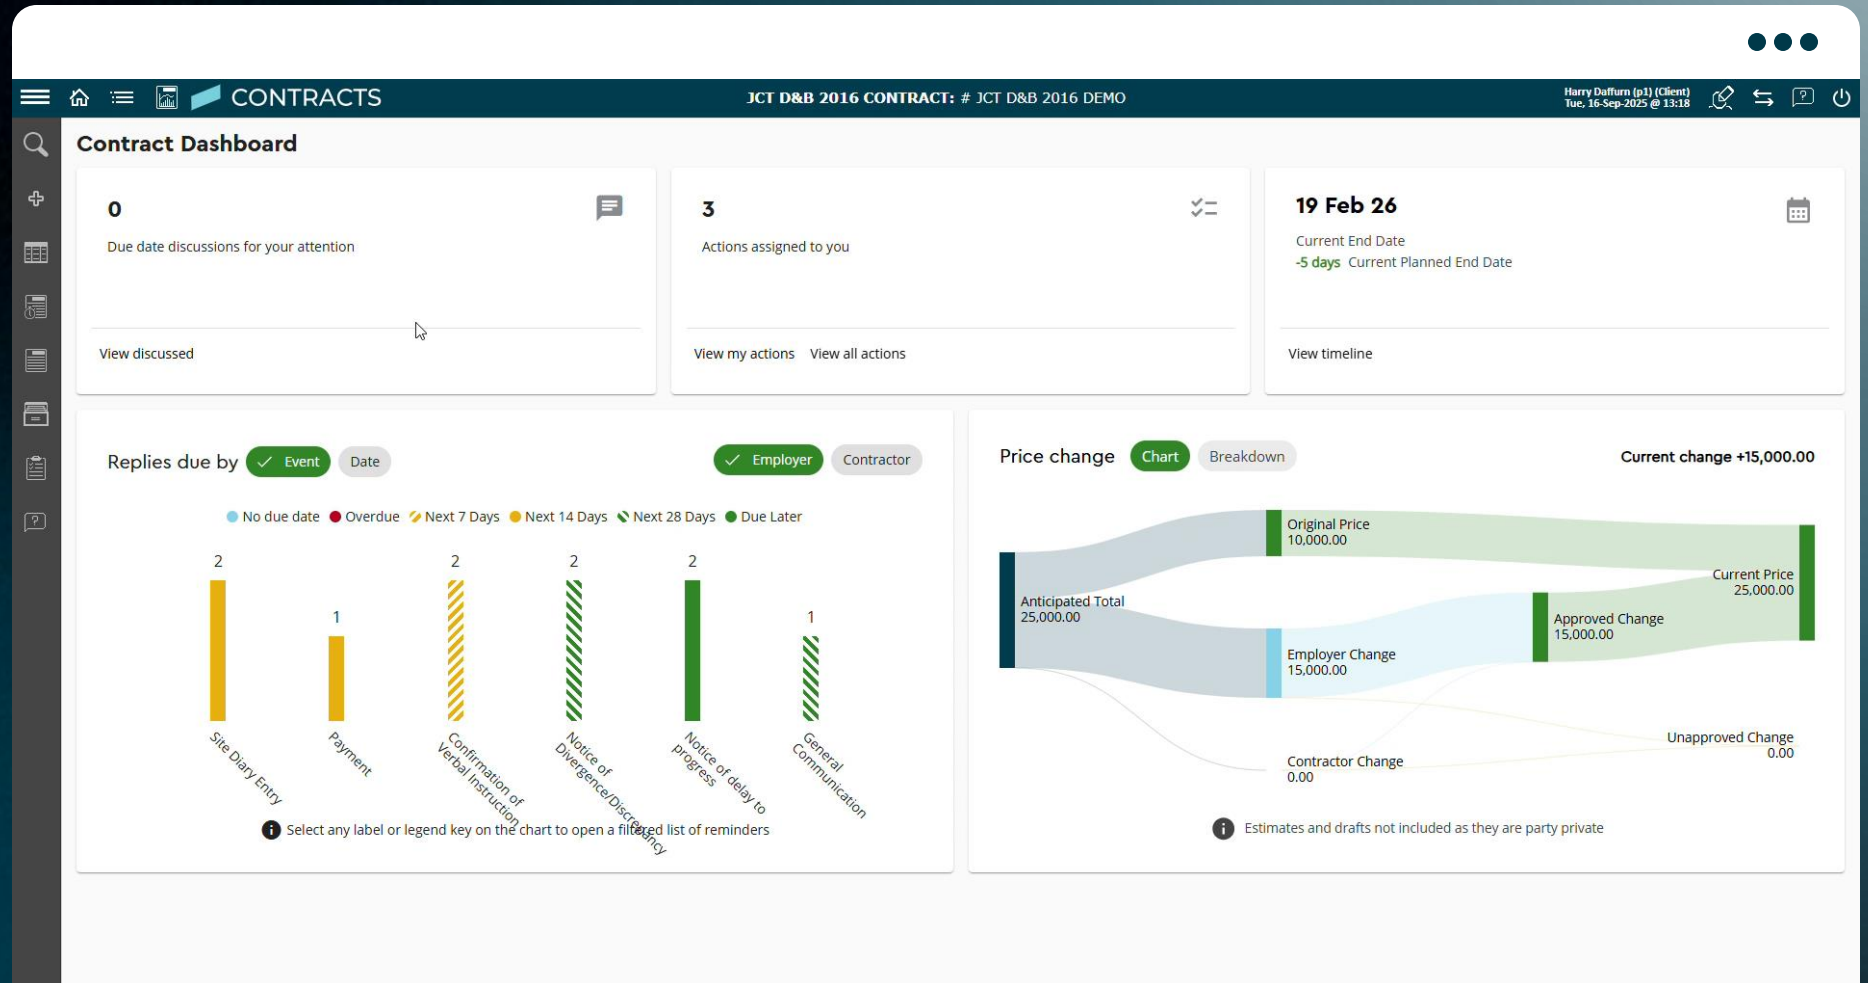 CONTRACTS
JCT D&B 2016 CONTRACT: # JCT D&B 2016 DEMO
Harry Daffurn (p1) (Client)
Tue, 16-Sep-2025 @ 13:18
Contract Dashboard
0
Due date discussions for your attention
View discussed
3
Actions assigned to you
View my actions View all actions
19 Feb 26
Current End Date
-5 days Current Planned End Date
View timeline
Replies due by Event Date Employer Contractor
No due date Overdue Next 7 Days Next 14 Days Next 28 Days Due Later
2 1 2 2 2 1
Site Diary Entry
Payment
Confirmation of
Verbal Instruction
Notice of
Divergence/Discrepancy
Notice of delay to
progress
General
Communication
Select any label or legend key on the chart to open a filtered list of reminders
Price change Chart Breakdown Current change +15,000.00
Original Price
10,000.00
Current Price
25,000.00
Anticipated Total
25,000.00
Approved Change
15,000.00
Employer Change
15,000.00
Unapproved Change
0.00
Contractor Change
0.00
Estimates and drafts not included as they are party private